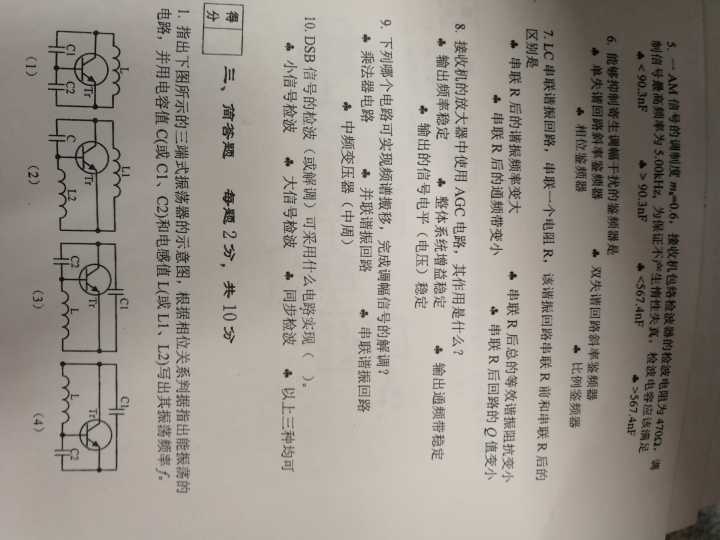 5. 一 AM 信号的调制度 mₐ=0.6，接收机包络检波器的检波电阻为 470Ω，调
制信号最高频率为 5.00kHz, 为保证不产生惰性失真，检波电容应该满足
♣ < 90.3nF ♣ > 90.3nF ♣ <567.4nF ♣ >567.4nF
6. 能够抑制寄生调幅干扰的鉴频器是
♣ 单失谐回路斜率鉴频器 ♣ 双失谐回路斜率鉴频器
♣ 相位鉴频器 ♣ 比例鉴频器
7. LC 串联谐振回路，串联一个电阻 R，该谐振回路串联 R 前和串联 R 后的
区别是
♣ 串联 R 后的谐振频率变大 ♣ 串联 R 后总的等效谐振阻抗变小
♣ 串联 R 后的通频带变小 ♣ 串联 R 后回路的 Q 值变小
8. 接收机的放大器中使用 AGC 电路，其作用是什么？
♣ 输出频率稳定 ♣ 整体系统增益稳定 ♣ 输出通频带稳定
♣ 输出的信号电平（电压）稳定
9. 下列哪个电路可实现频谱搬移，完成调幅信号的解调？
♣ 乘法器电路 ♣ 并联谐振回路 ♣ 串联谐振回路
♣ 中频变压器（中周）
10. DSB 信号的检波（或解调）可采用什么电路实现（ ）。
♣ 小信号检波 ♣ 大信号检波 ♣ 同步检波 ♣ 以上三种均可
得
分
三、简答题 每题 2 分，共 10 分
1. 指出下图所示的三端式振荡器的示意图，根据相位关系判据指出能振荡的
电路，并用电容值 C(或 C1、C2)和电感值 L(或 L1、L2)写出其振荡频率 f。
L L1 C1 C1
Tr Tr Tr Tr
C1 C2 C L2 C2 L L C2
（1） （2） （3） （4）